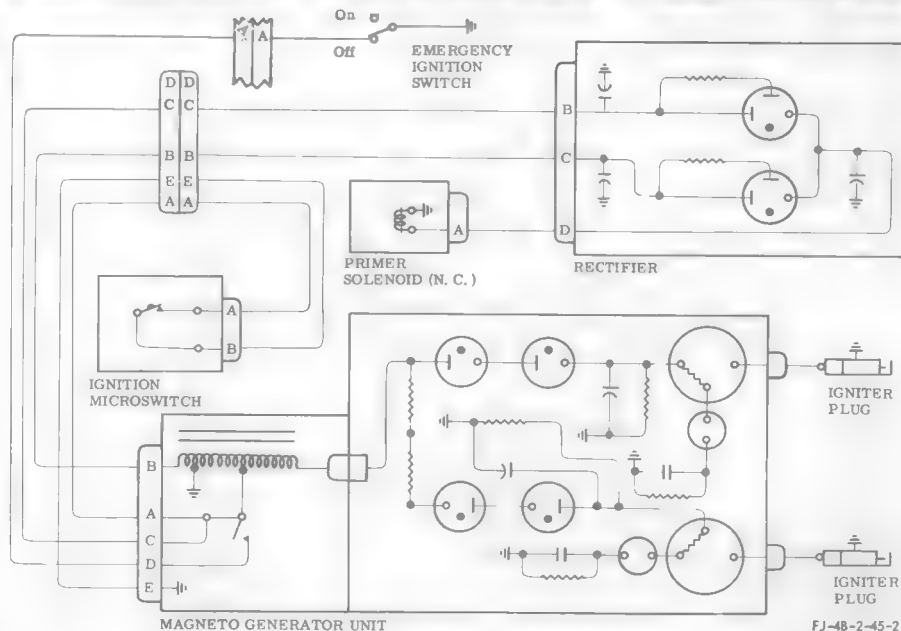 On
Off
EMERGENCY
IGNITION
SWITCH
A
D D
C C
B B
E E
A A
B
C
D
RECTIFIER
A
PRIMER
SOLENOID (N. C.)
A
B
IGNITION
MICROSWITCH
B
A
C
D
E
MAGNETO GENERATOR UNIT
IGNITER
PLUG
IGNITER
PLUG
FJ-4B-2-45-2